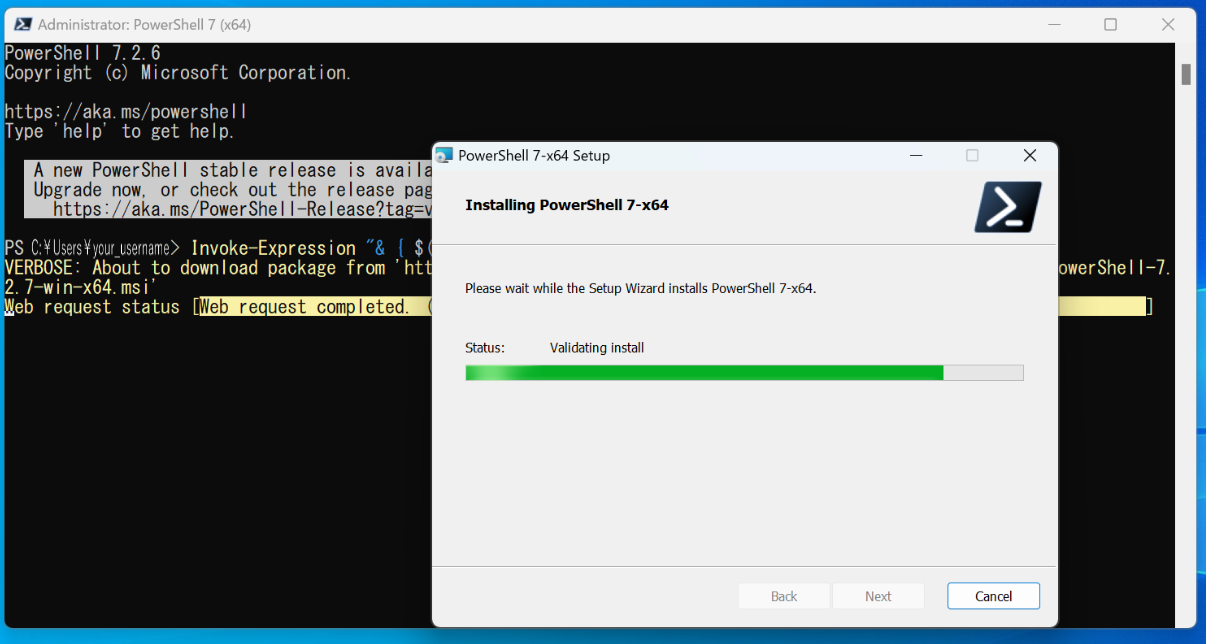 Administrator: PowerShell 7 (x64)
PowerShell 7.2.6
Copyright (c) Microsoft Corporation.
https://aka.ms/powershell
Type 'help' to get help.
A new PowerShell stable release is availa
Upgrade now, or check out the release pag
https://aka.ms/PowerShell-Release?tag=v
PS C:¥Users¥your_username> Invoke-Expression "& { $(
VERBOSE: About to download package from 'htt
owerShell-7.
2.7-win-x64.msi'
Web request status [Web request completed. (
]
PowerShell 7-x64 Setup
Installing PowerShell 7-x64
Please wait while the Setup Wizard installs PowerShell 7-x64.
Status: Validating install
Back Next Cancel